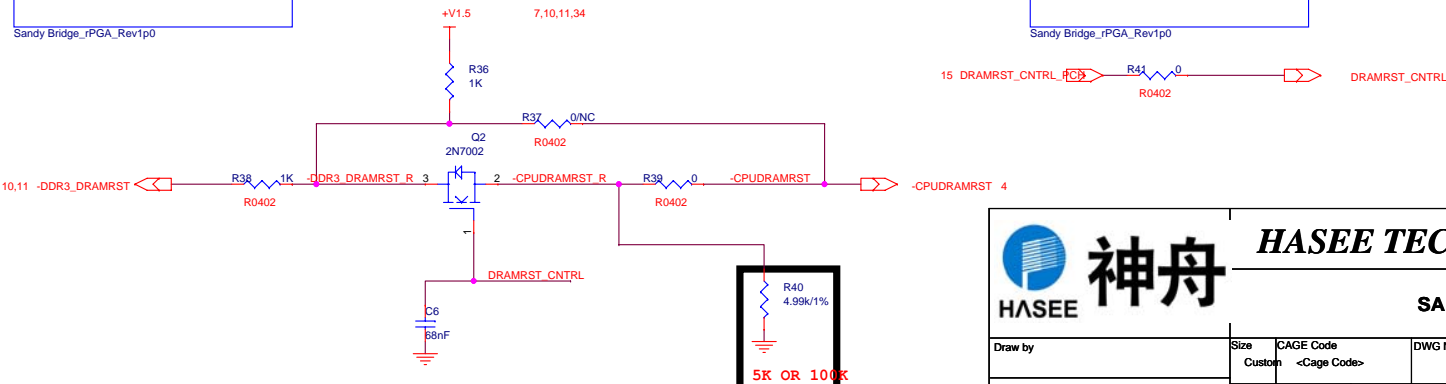 Sandy Bridge_rPGA_Rev1p0
+V1.5
7,10,11,34
R36
1K
R37
0/NC
R0402
Q2
2N7002
10,11 -DDR3_DRAMRST
R38
1K
R0402
-DDR3_DRAMRST_R
3
2
-CPUDRAMRST_R
R39
0
R0402
-CPUDRAMRST
-CPUDRAMRST 4
1
DRAMRST_CNTRL
C6
68nF
R40
4.99k/1%
5K OR 100K
Sandy Bridge_rPGA_Rev1p0
15 DRAMRST_CNTRL_PCH
R41
0
R0402
DRAMRST_CNTRL
HASEE
神舟
HASEE TEC
SA
Draw by
Size
Custom
CAGE Code
<Cage Code>
DWG